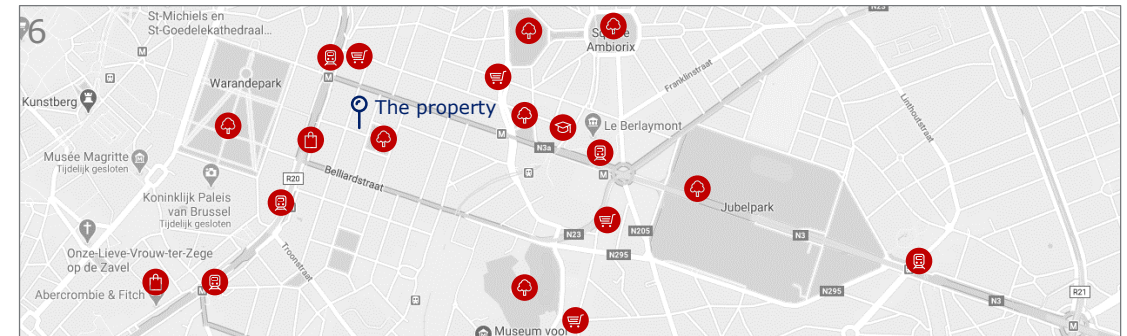 6
St-Michiels en
St-Goedelekathedraal...
M
N23
Square
Ambiorix
Warandepark
M
Franklinstraat
Kunstberg
The property
Linthoutstraat
Le Berlaymont
M
N3a
Musée Magritte
Tijdelijk gesloten
Belliardstraat
M
R20
Koninklijk Paleis
van Brussel
Tijdelijk gesloten
Jubelpark
N23
N205
N3
Onze-Lieve-Vrouw-ter-Zege
op de Zavel
Troonstraat
N295
Abercrombie & Fitch
M
N295
N3
R21
M
Museum voor